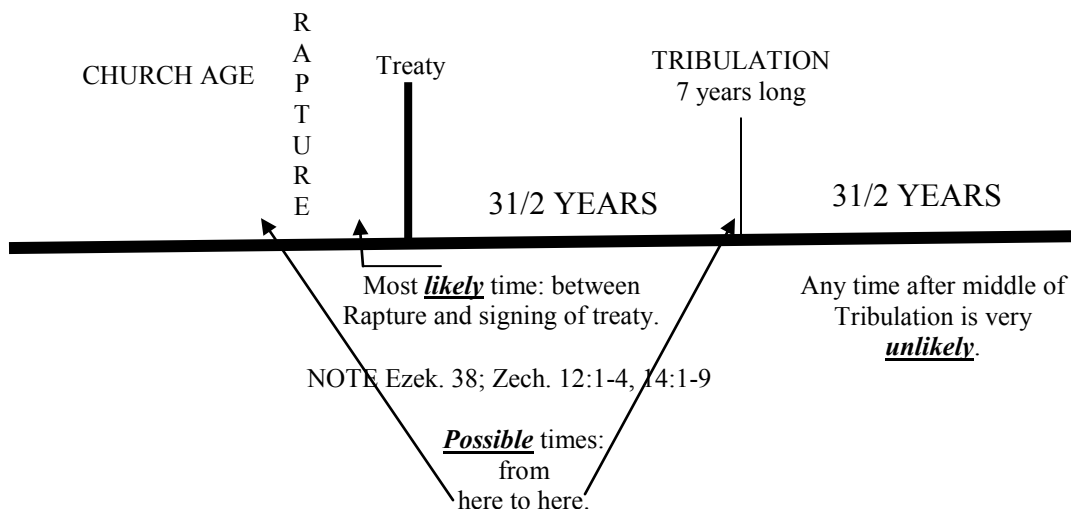 CHURCH AGE
R
A
P
T
U
R
E
Treaty
TRIBULATION
7 years long
31/2 YEARS
31/2 YEARS
Most likely time: between
Rapture and signing of treaty.
Any time after middle of
Tribulation is very
unlikely.
NOTE Ezek. 38; Zech. 12:1-4, 14:1-9
Possible times:
from
here to here.